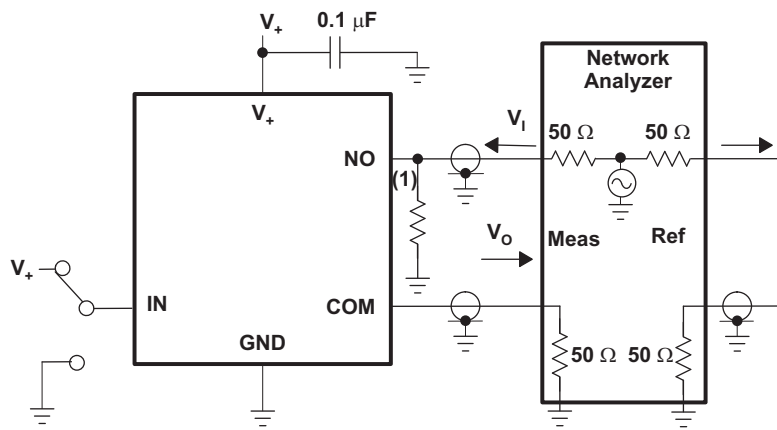 V+
0.1 μF
V+
NO
(1)
IN
COM
GND
V+
VI
VO
Network
Analyzer
50 Ω
50 Ω
Meas
Ref
50 Ω
50 Ω